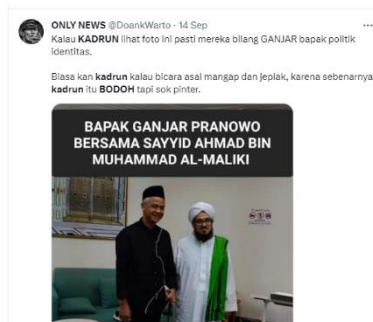 ONLY NEWS @DoankWarto · 14 Sep
Kalau KADRUN lihat foto ini pasti mereka bilang GANJAR bapak politik
identitas.
Biasa kan kadrun kalau bicara asal mangap dan jeplak, karena sebenarnya
kadrun itu BODOH tapi sok pinter.
BAPAK GANJAR PRANOWO
BERSAMA SAYYID AHMAD BIN
MUHAMMAD AL-MALIKI